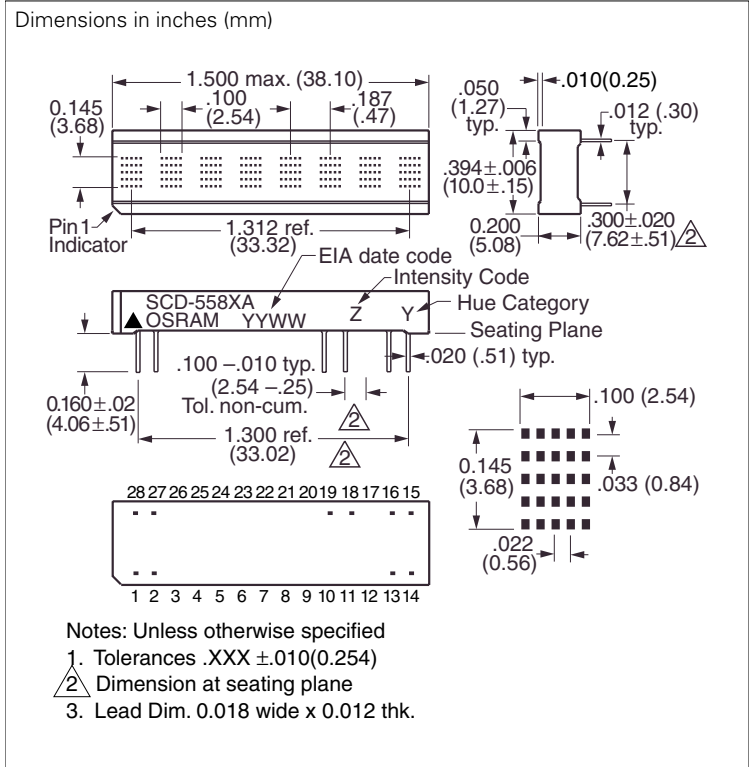 Dimensions in inches (mm)
1.500 max. (38.10)
0.145
(3.68)
.100
(2.54)
.187
(.47)
.050
(1.27)
typ.
.010(0.25)
.012 (.30)
typ.
.394±.006
(10.0±.15)
0.200
(5.08)
.300±.020
(7.62±.51)
2
Pin1
Indicator
1.312 ref.
(33.32)
EIA date code
Intensity Code
Hue Category
Seating Plane
SCD-558XA
OSRAM YYWW Z Y
.100 –.010 typ.
(2.54 –.25)
Tol. non-cum.
2
.020 (.51) typ.
0.160±.02
(4.06±.51)
1.300 ref.
(33.02)
2
.100 (2.54)
0.145
(3.68)
.033 (0.84)
.022
(0.56)
28 27 26 25 24 23 22 21 20 19 18 17 16 15
1 2 3 4 5 6 7 8 9 10 11 12 13 14
Notes: Unless otherwise specified
1. Tolerances .XXX ±.010(0.254)
2 Dimension at seating plane
3. Lead Dim. 0.018 wide x 0.012 thk.